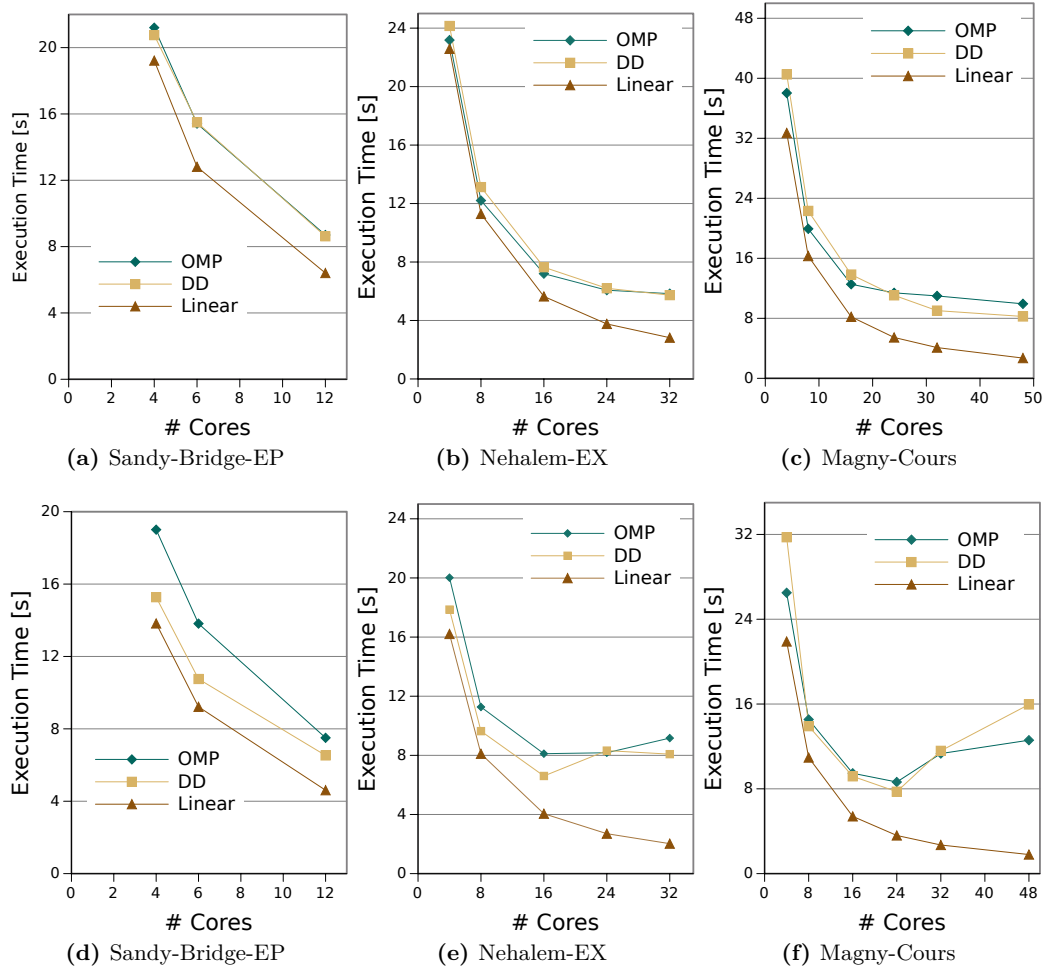 Execution Time [s]
20
16
12
8
4
0
OMP
DD
Linear
0 2 4 6 8 10 12
# Cores
(a) Sandy-Bridge-EP
Execution Time [s]
24
20
16
12
8
4
0
OMP
DD
Linear
0 8 16 24 32
# Cores
(b) Nehalem-EX
Execution Time [s]
48
40
32
24
16
8
0
OMP
DD
Linear
0 10 20 30 40 50
# Cores
(c) Magny-Cours
Execution Time [s]
20
16
12
8
4
0
OMP
DD
Linear
0 2 4 6 8 10 12
# Cores
(d) Sandy-Bridge-EP
Execution Time [s]
24
20
16
12
8
4
0
OMP
DD
Linear
0 8 16 24 32
# Cores
(e) Nehalem-EX
Execution Time [s]
32
24
16
8
0
OMP
DD
Linear
0 8 16 24 32 40 48
# Cores
(f) Magny-Cours